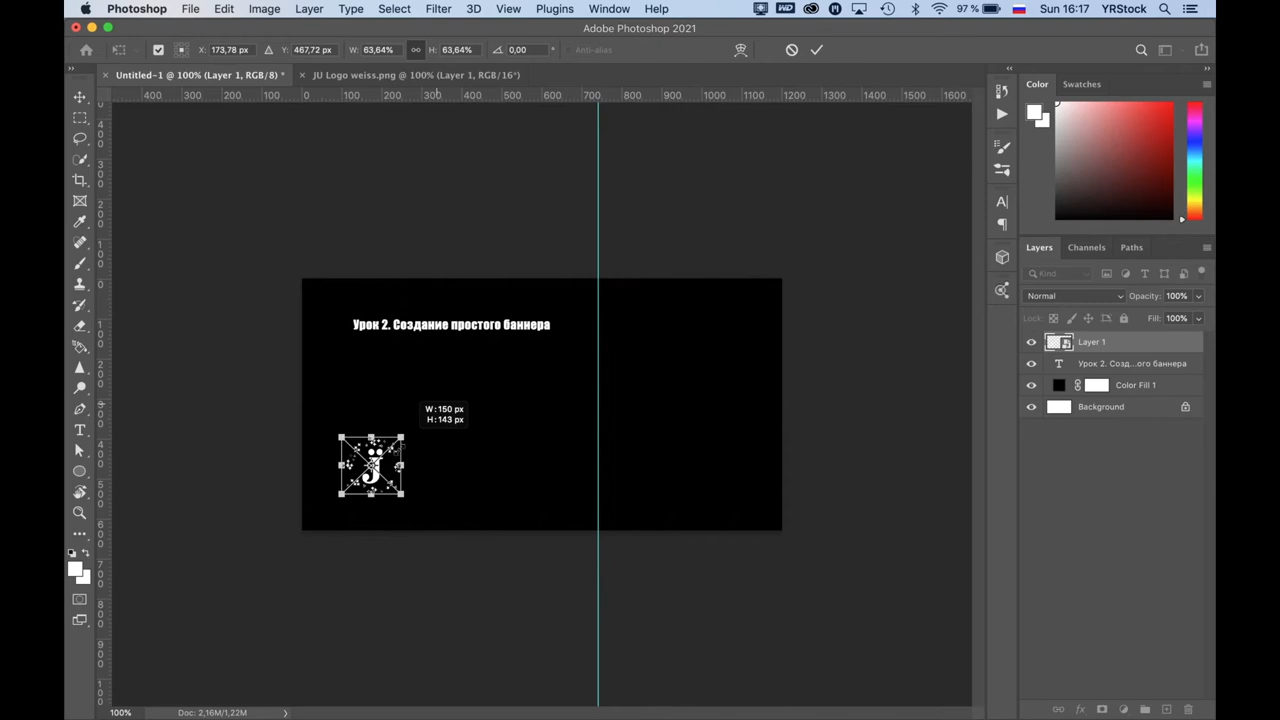 Photoshop File Edit Image Layer Type Select Filter 3D View Plugins Window Help 97 % Sun 16:17 YRStock
Adobe Photoshop 2021
X: 173,78 px Y: 467,72 px W: 63,64% H: 63,64% 0,00 ° Anti-alias
Untitled-1 @ 100% (Layer 1, RGB/8) * JU Logo weiss.png @ 100% (Layer 1, RGB/16*)
400 300 200 100 0 100 200 300 400 500 600 700 800 900 1000 1100 1200 1300 1400 1500 1600
Color Swatches
Урок 2. Создание простого баннера
W: 150 px
H: 143 px
j̈
Layers Channels Paths
Kind
Normal Opacity: 100%
Lock: Fill: 100%
Layer 1
Урок 2. Созд...ого баннера
Color Fill 1
Background
100% Doc: 2,16M/1,22M